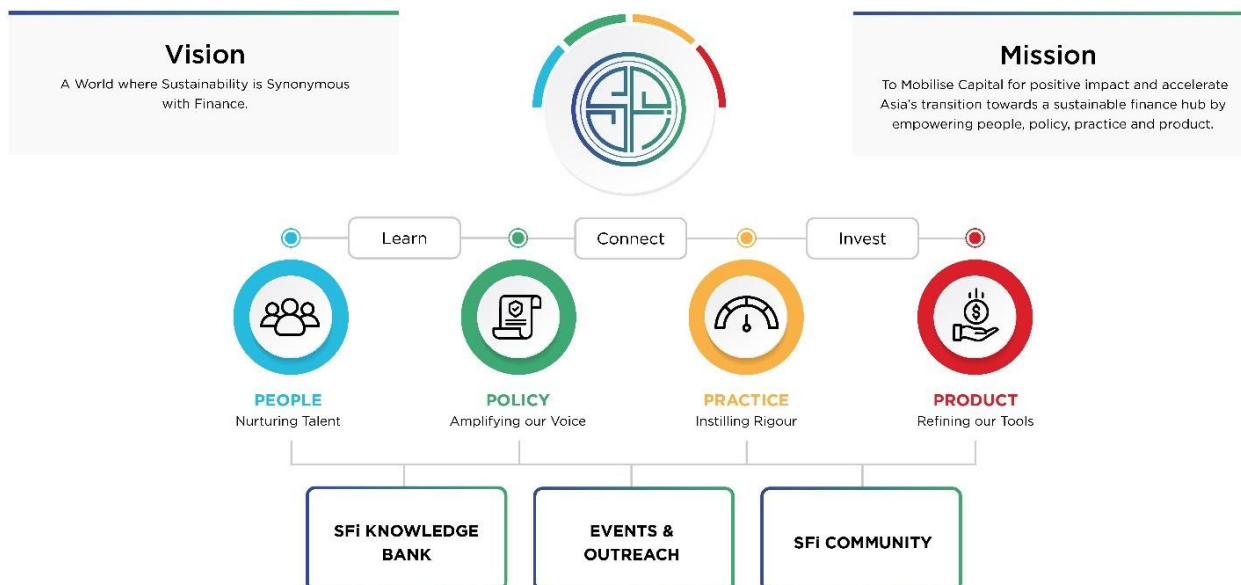 Vision
A World where Sustainability is Synonymous
with Finance.
Mission
To Mobilise Capital for positive impact and accelerate
Asia's transition towards a sustainable finance hub by
empowering people, policy, practice and product.
SFi
Learn
Connect
Invest
$
PEOPLE
Nurturing Talent
POLICY
Amplifying our Voice
PRACTICE
Instilling Rigour
PRODUCT
Refining our Tools
SFi KNOWLEDGE
BANK
EVENTS &
OUTREACH
SFi COMMUNITY